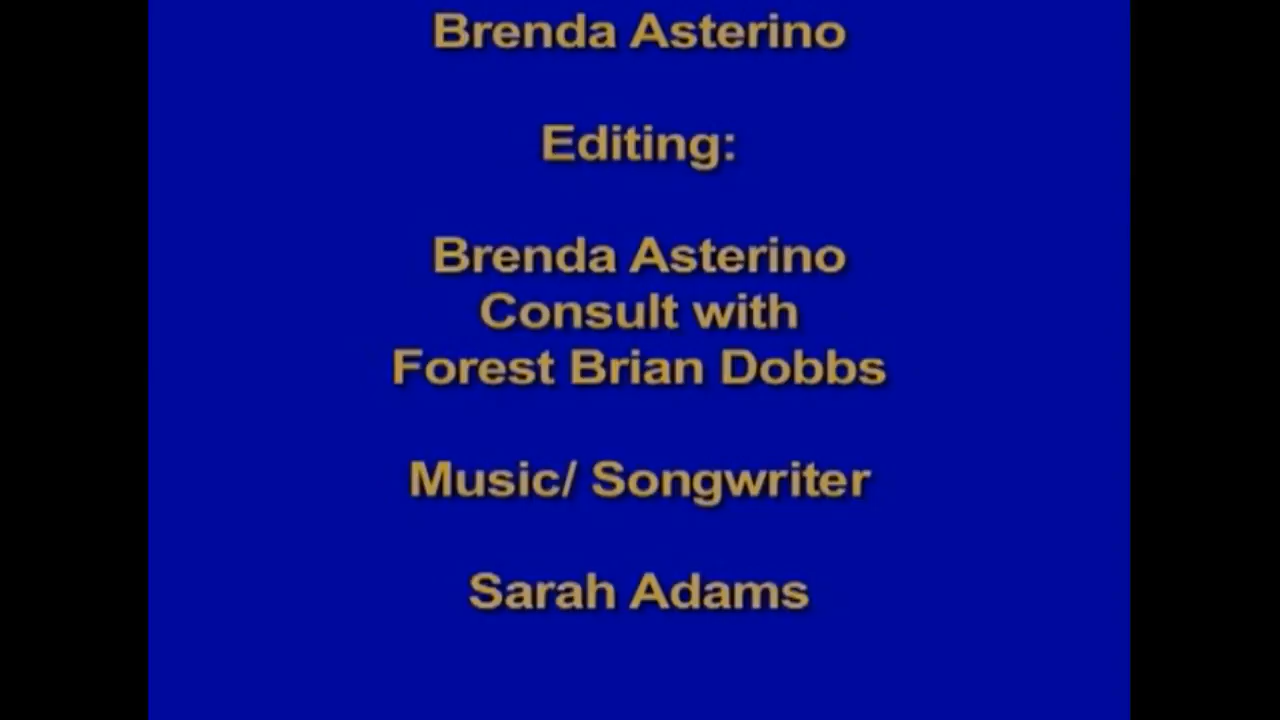 Brenda Asterino
Editing:
Brenda Asterino
Consult with
Forest Brian Dobbs
Music/ Songwriter
Sarah Adams